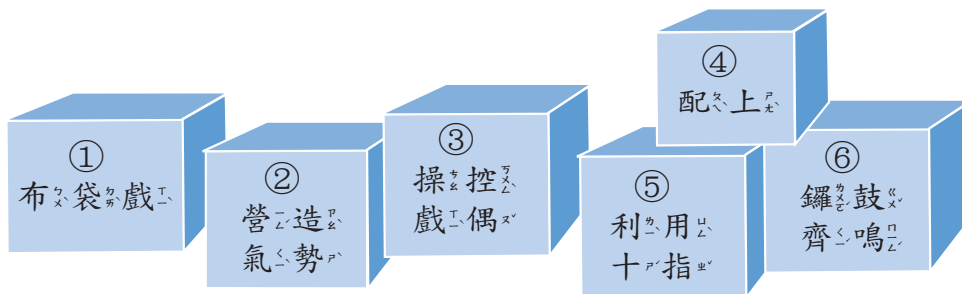 ①
布ㄅㄨˋ袋ㄉㄞˋ戲ㄒㄧˋ
②
營ㄧㄥˊ造ㄗㄠˋ
氣ㄑㄧˋ勢ㄕˋ
③
操ㄘㄠ控ㄎㄨㄥˋ
戲ㄒㄧˋ偶ㄡˇ
④
配ㄆㄟˋ上ㄕㄤˋ
⑤
利ㄌㄧˋ用ㄩㄥˋ
十ㄕˊ指ㄓˇ
⑥
鑼ㄌㄨㄛˊ鼓ㄍㄨˇ
齊ㄑㄧˊ鳴ㄇㄧㄥˊ